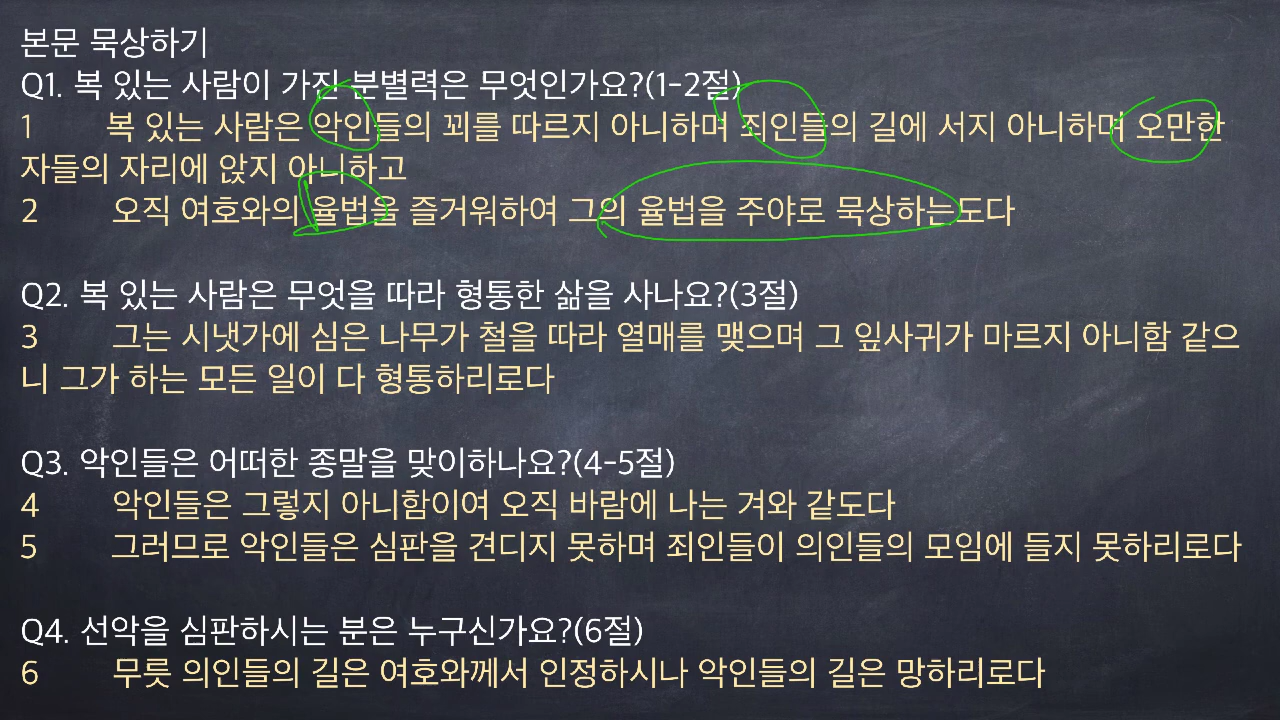 본문 묵상하기
Q1. 복 있는 사람이 가진 분별력은 무엇인가요?(1-2절)
1 복 있는 사람은 악인들의 꾀를 따르지 아니하며 죄인들의 길에 서지 아니하며 오만한
자들의 자리에 앉지 아니하고
2 오직 여호와의 율법을 즐거워하여 그의 율법을 주야로 묵상하는도다
Q2. 복 있는 사람은 무엇을 따라 형통한 삶을 사나요?(3절)
3 그는 시냇가에 심은 나무가 철을 따라 열매를 맺으며 그 잎사귀가 마르지 아니함 같으
니 그가 하는 모든 일이 다 형통하리로다
Q3. 악인들은 어떠한 종말을 맞이하나요?(4-5절)
4 악인들은 그렇지 아니함이여 오직 바람에 나는 겨와 같도다
5 그러므로 악인들은 심판을 견디지 못하며 죄인들이 의인들의 모임에 들지 못하리로다
Q4. 선악을 심판하시는 분은 누구신가요?(6절)
6 무릇 의인들의 길은 여호와께서 인정하시나 악인들의 길은 망하리로다